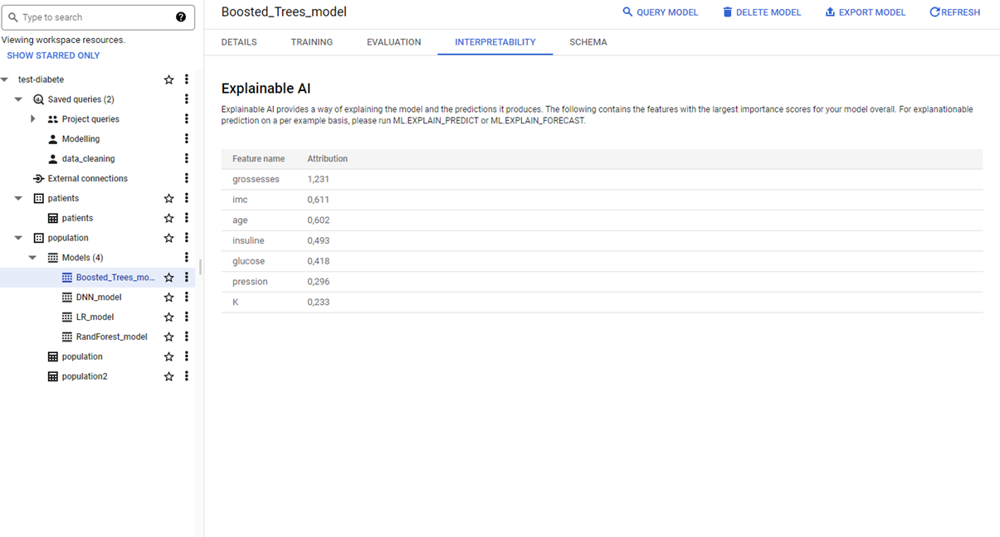 Type to search
Viewing workspace resources.
SHOW STARRED ONLY
test-diabete
Saved queries (2)
Project queries
Modelling
data_cleaning
External connections
patients
patients
population
Models (4)
Boosted_Trees_mo...
DNN_model
LR_model
RandForest_model
population
population2
Boosted_Trees_model
QUERY MODEL DELETE MODEL EXPORT MODEL REFRESH
DETAILS TRAINING EVALUATION INTERPRETABILITY SCHEMA
Explainable AI
Explainable AI provides a way of explaining the model and the predictions it produces. The following contains the features with the largest importance scores for your model overall. For explanationable
prediction on a per example basis, please run ML.EXPLAIN_PREDICT or ML.EXPLAIN_FORECAST.
Feature name Attribution
grossesses 1,231
imc 0,611
age 0,602
insuline 0,493
glucose 0,418
pression 0,296
K 0,233